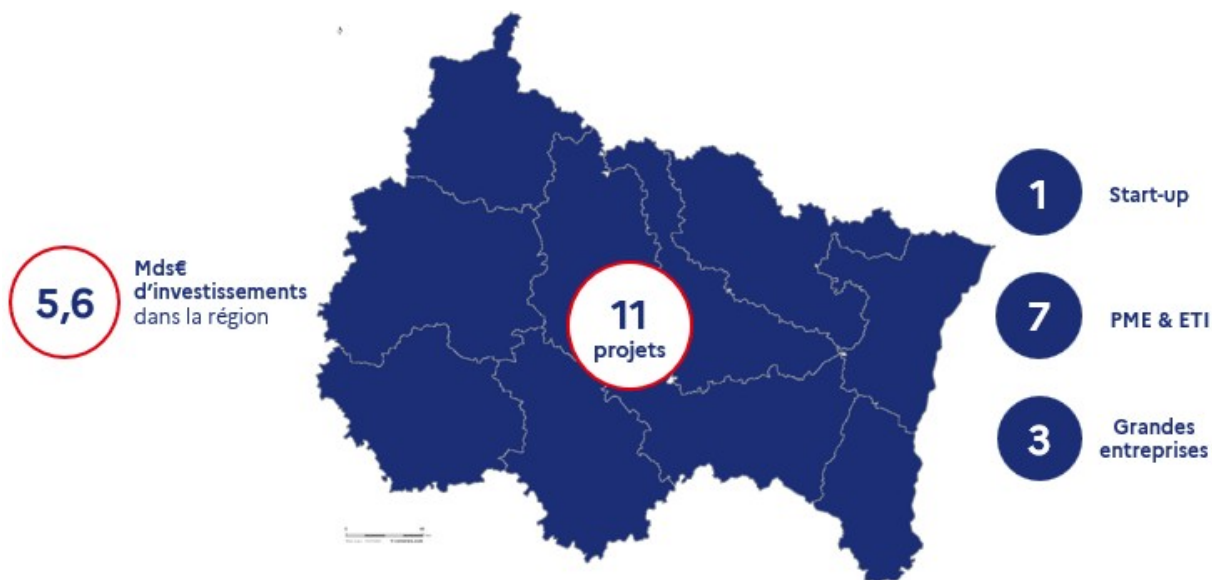 5,6
Mds€
d'investissements
dans la région
11
projets
1
Start-up
7
PME & ETI
3
Grandes
entreprises